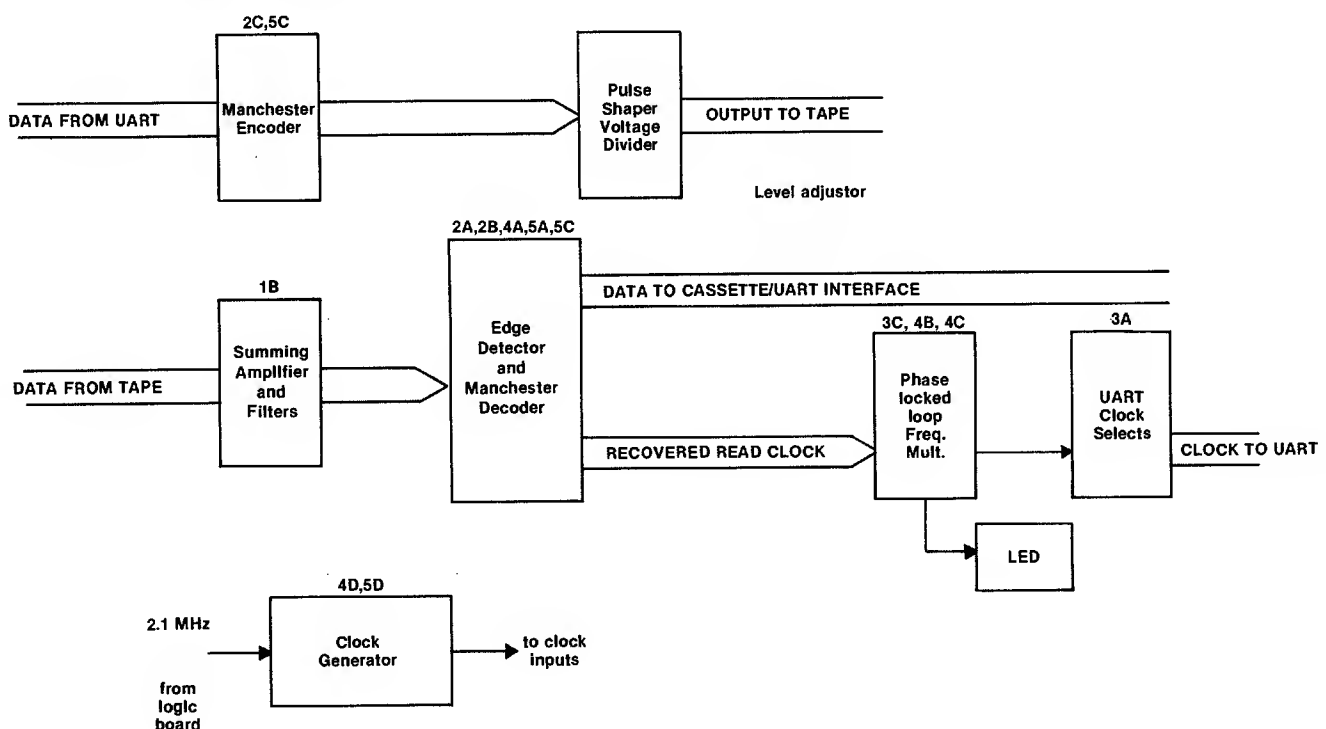 2C,5C
DATA FROM UART
Manchester
Encoder
Pulse
Shaper
Voltage
Divider
OUTPUT TO TAPE
Level adjustor
2A,2B,4A,5A,5C
1B
DATA FROM TAPE
Summing
Amplifier
and
Filters
Edge
Detector
and
Manchester
Decoder
DATA TO CASSETTE/UART INTERFACE
RECOVERED READ CLOCK
3C, 4B, 4C
Phase
locked
loop
Freq.
Mult.
3A
UART
Clock
Selects
CLOCK TO UART
LED
4D,5D
2.1 MHz
from
logic
board
Clock
Generator
to clock
inputs